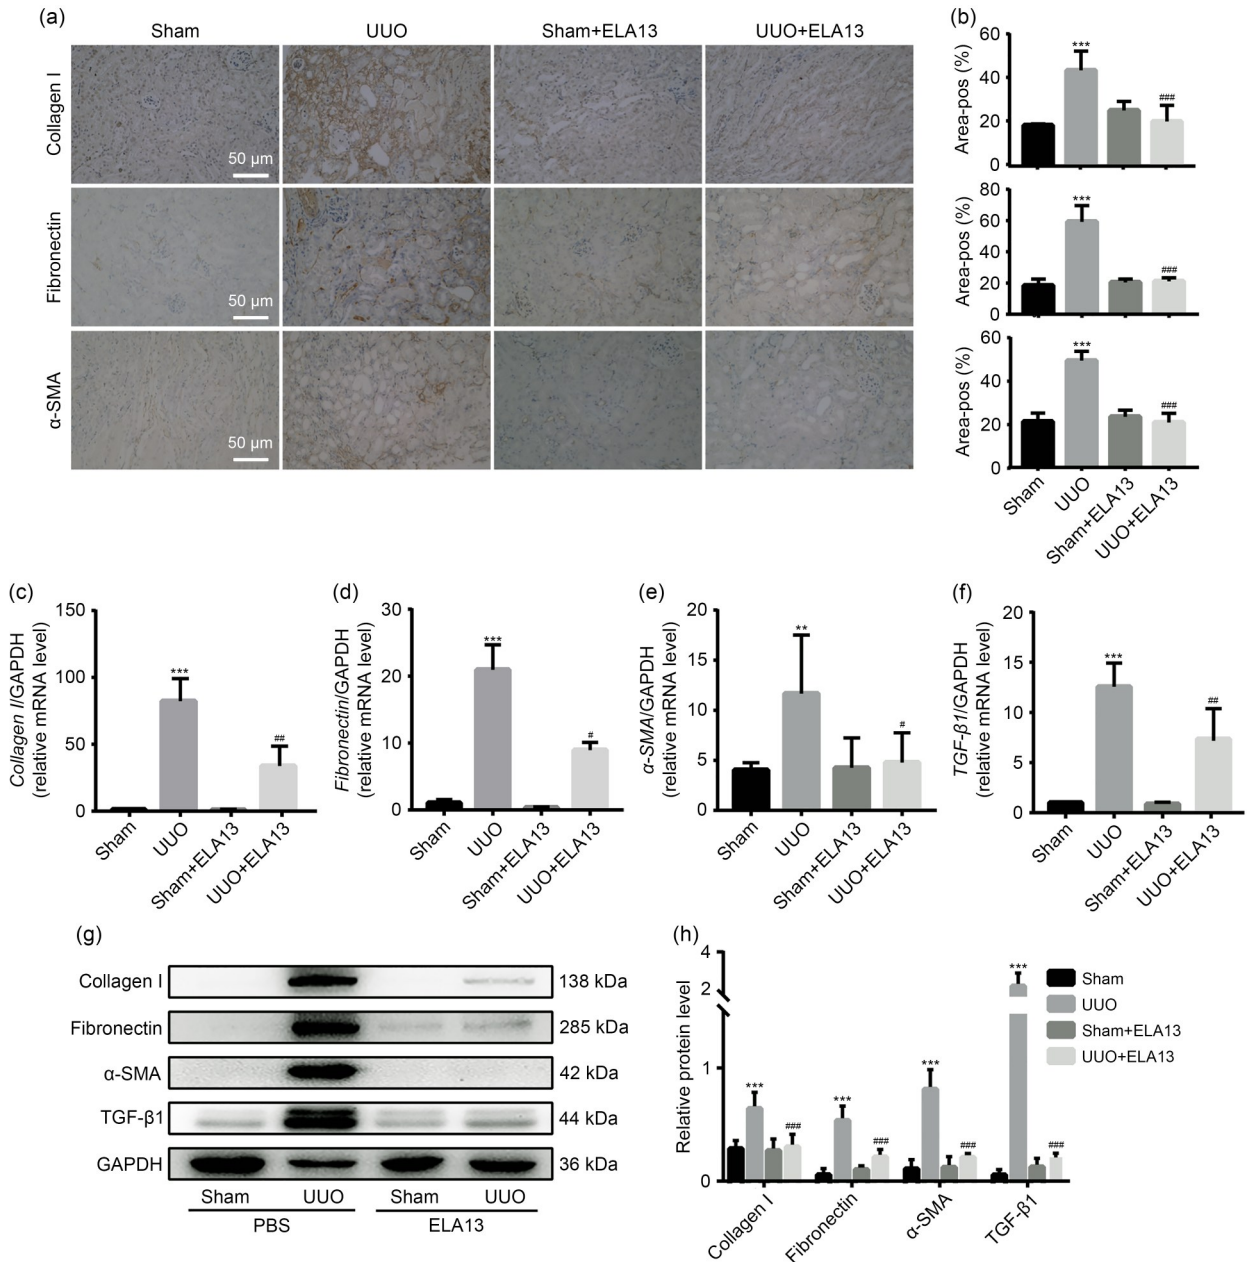 (a)
Sham UUO Sham+ELA13 UUO+ELA13
Collagen I
50 µm
Fibronectin
50 µm
α-SMA
50 µm
(b)
Area-pos (%)
60
40
20
0
***
###
Area-pos (%)
80
60
40
20
0
***
###
Area-pos (%)
60
40
20
0
***
###
Sham UUO Sham+ELA13 UUO+ELA13
(c)
Collagen I/GAPDH
(relative mRNA level)
150
100
50
0
***
##
Sham UUO Sham+ELA13 UUO+ELA13
(d)
Fibronectin/GAPDH
(relative mRNA level)
30
20
10
0
***
#
Sham UUO Sham+ELA13 UUO+ELA13
(e)
α-SMA/GAPDH
(relative mRNA level)
20
15
10
5
0
**
#
Sham UUO Sham+ELA13 UUO+ELA13
(f)
TGF-β1/GAPDH
(relative mRNA level)
20
15
10
5
0
***
##
Sham UUO Sham+ELA13 UUO+ELA13
(g)
Collagen I 138 kDa
Fibronectin 285 kDa
α-SMA 42 kDa
TGF-β1 44 kDa
GAPDH 36 kDa
Sham UUO Sham UUO
PBS ELA13
(h)
Relative protein level
4
2
1
0
*** ### *** ### *** ### *** ###
Collagen I Fibronectin α-SMA TGF-β1
Sham
UUO
Sham+ELA13
UUO+ELA13